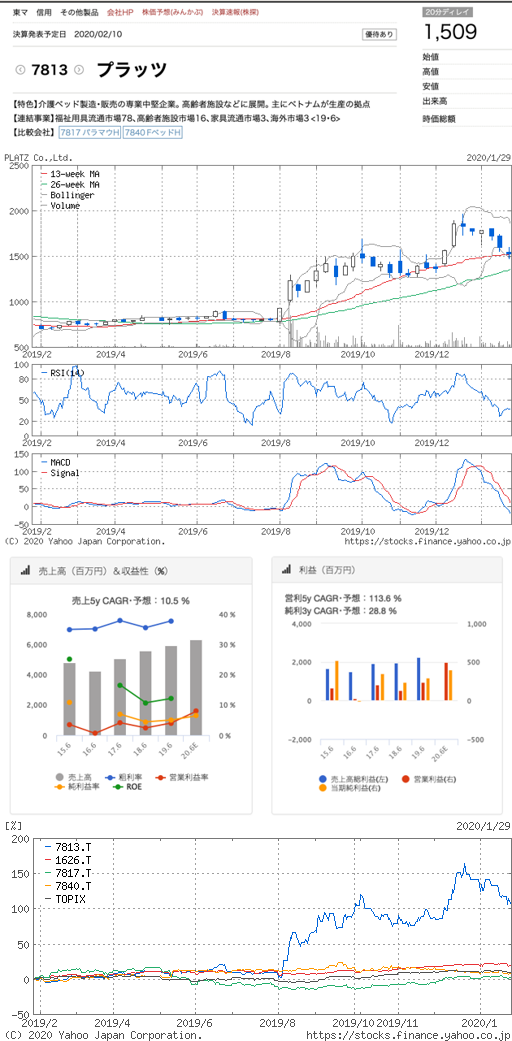 東マ 信用 その他製品 会社HP 株価予想(みんかぶ) 決算速報(株探)
20分ディレイ
1,509
決算発表予定日 2020/02/10
優待あり
7813 プラッツ
始値
高値
安値
出来高
時価総額
【特色】介護ベッド製造・販売の専業中堅企業。高齢者施設などに展開。主にベトナムが生産の拠点
【連結事業】福祉用具流通市場78、高齢者施設市場16、家具流通市場3、海外市場3 <19・6>
【比較会社】 7817 パラマウH 7840 FベッドH
PLATZ Co.,Ltd. 2020/1/29
2500
2000
1500
1000
500
13-week MA
26-week MA
Bollinger
Volume
2019/2 2019/4 2019/6 2019/8 2019/10 2019/12
100
80
60
50
20
0
RSI(14)
2019/2 2019/4 2019/6 2019/8 2019/10 2019/12
150
100
50
0
-50
MACD
Signal
2019/2 2019/4 2019/6 2019/8 2019/10 2019/12
(C) 2020 Yahoo Japan Corporation. https://stocks.finance.yahoo.co.jp
売上高（百万円）＆収益性（%）
売上5y CAGR・予想：10.5 %
8,000
6,000
4,000
2,000
0
40 %
30 %
20 %
10 %
0 %
15.6 16.6 17.6 18.6 19.6 20.6E
売上高 粗利率 営業利益率
純利益率 ROE
利益（百万円）
営利5y CAGR・予想：113.6 %
純利3y CAGR・予想：28.8 %
4,000
2,000
0
−2,000
1,000
500
0
−500
15.6 16.6 17.6 18.6 19.6 20.6E
売上高総利益(左) 営業利益(右)
当期純利益(右)
[%] 2020/1/29
200
150
100
50
0
-50
7813.T
1626.T
7817.T
7840.T
TOPIX
2019/2 2019/4 2019/6 2019/8 2019/10 2019/11 2020/1
(C) 2020 Yahoo Japan Corporation. https://stocks.finance.yahoo.co.jp/